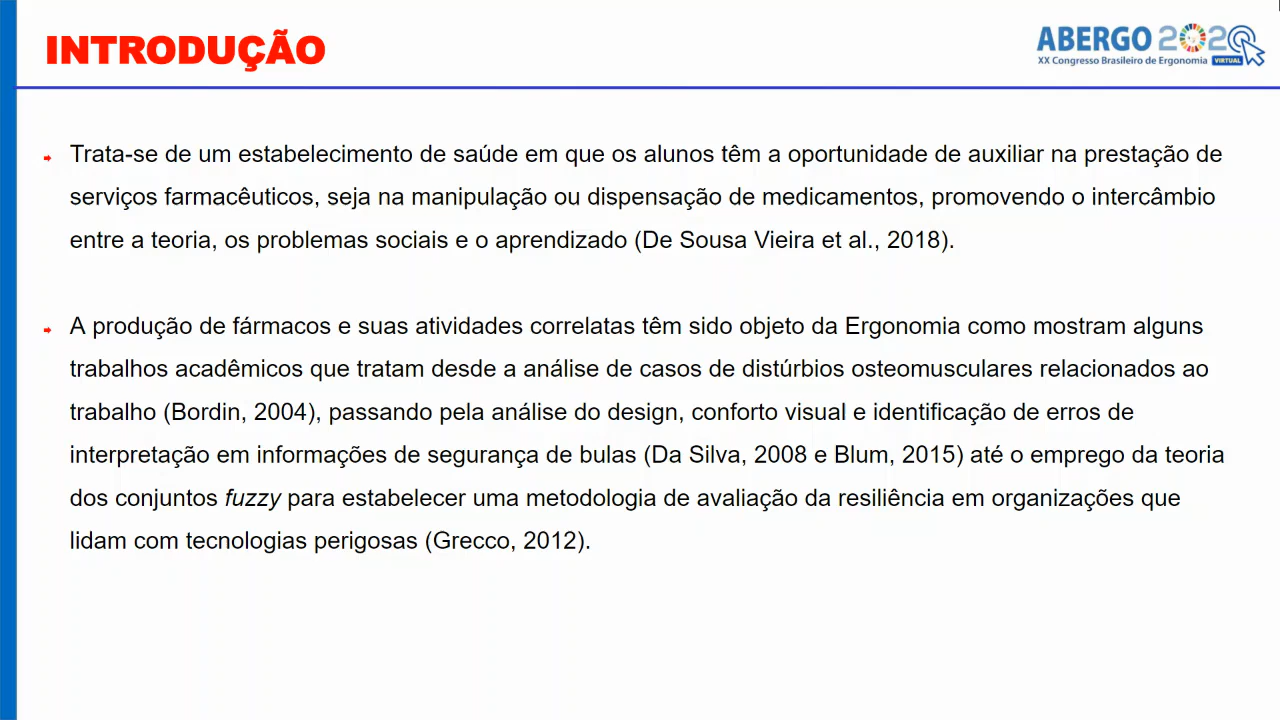 INTRODUÇÃO
ABERGO 2020
XX Congresso Brasileiro de Ergonomia VIRTUAL
Trata-se de um estabelecimento de saúde em que os alunos têm a oportunidade de auxiliar na prestação de
serviços farmacêuticos, seja na manipulação ou dispensação de medicamentos, promovendo o intercâmbio
entre a teoria, os problemas sociais e o aprendizado (De Sousa Vieira et al., 2018).
A produção de fármacos e suas atividades correlatas têm sido objeto da Ergonomia como mostram alguns
trabalhos acadêmicos que tratam desde a análise de casos de distúrbios osteomusculares relacionados ao
trabalho (Bordin, 2004), passando pela análise do design, conforto visual e identificação de erros de
interpretação em informações de segurança de bulas (Da Silva, 2008 e Blum, 2015) até o emprego da teoria
dos conjuntos fuzzy para estabelecer uma metodologia de avaliação da resiliência em organizações que
lidam com tecnologias perigosas (Grecco, 2012).